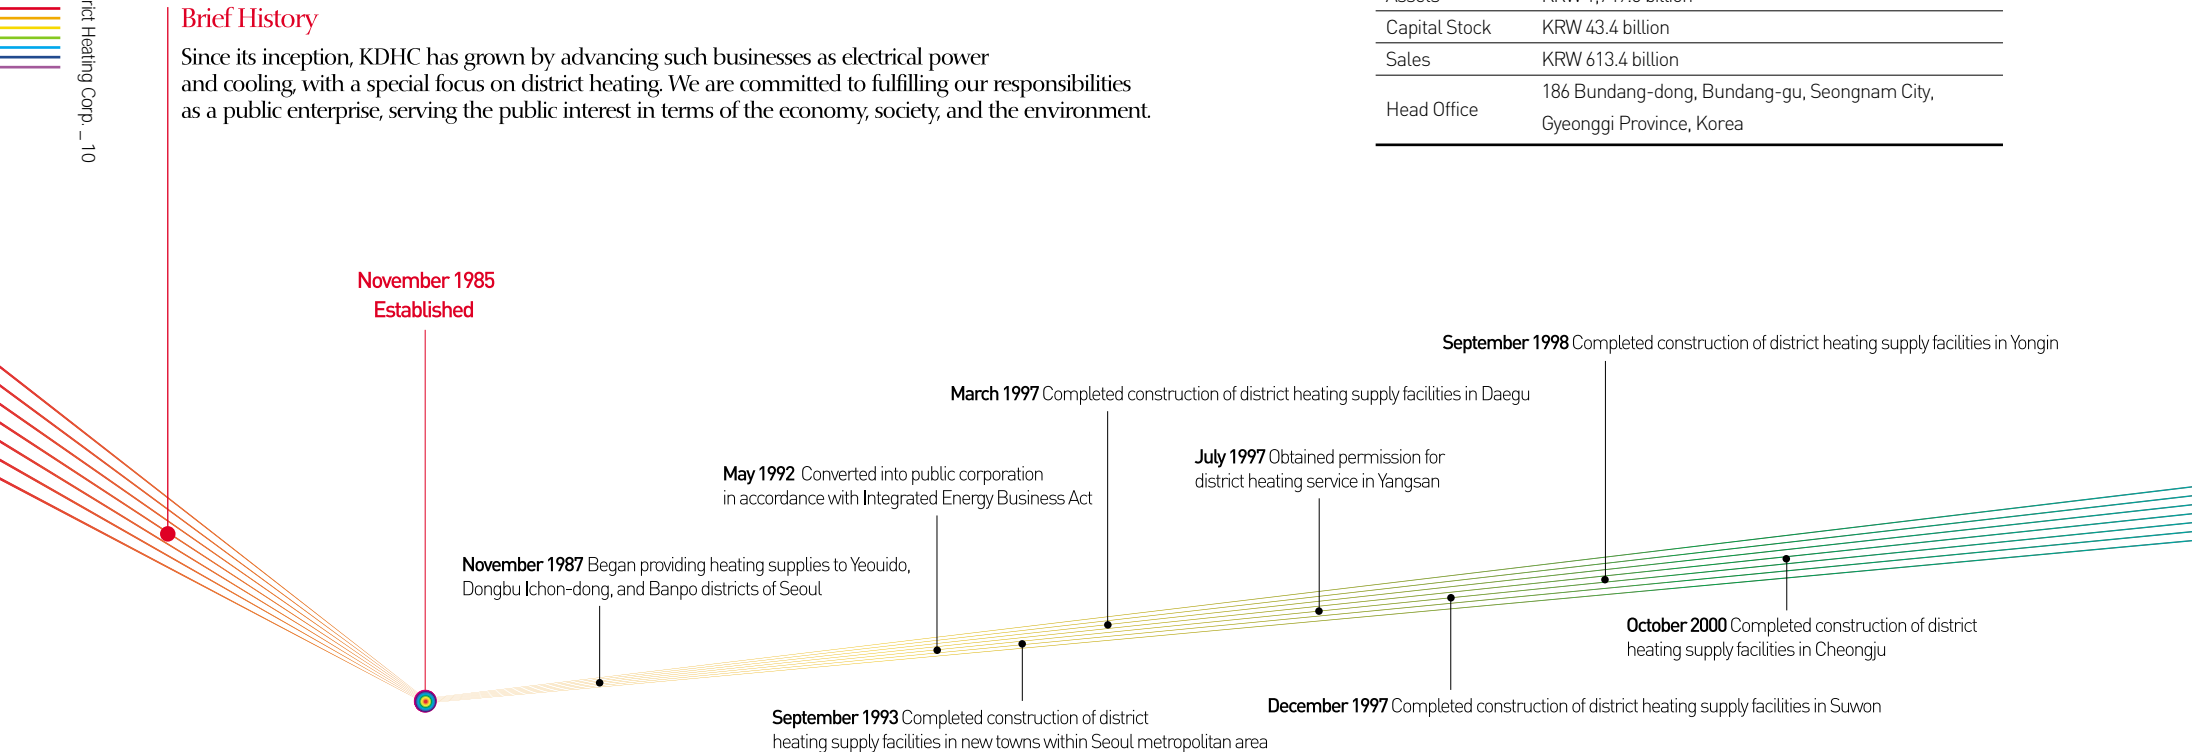 Heating Corp. _ 10
Brief History
Since its inception, KDHC has grown by advancing such businesses as electrical power
and cooling, with a special focus on district heating. We are committed to fulfilling our responsibilities
as a public enterprise, serving the public interest in terms of the economy, society, and the environment.
Capital Stock KRW 43.4 billion
Sales KRW 613.4 billion
Head Office 186 Bundang-dong, Bundang-gu, Seongnam City,
Gyeonggi Province, Korea
November 1985
Established
November 1987 Began providing heating supplies to Yeouido,
Dongbu Ichon-dong, and Banpo districts of Seoul
May 1992 Converted into public corporation
in accordance with Integrated Energy Business Act
September 1993 Completed construction of district
heating supply facilities in new towns within Seoul metropolitan area
March 1997 Completed construction of district heating supply facilities in Daegu
July 1997 Obtained permission for
district heating service in Yangsan
December 1997 Completed construction of district heating supply facilities in Suwon
September 1998 Completed construction of district heating supply facilities in Yongin
October 2000 Completed construction of district
heating supply facilities in Cheongju